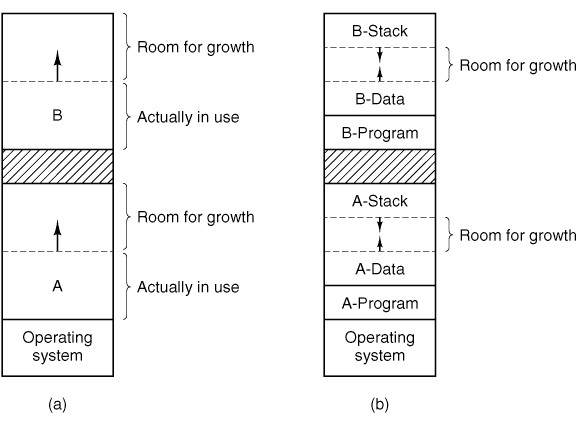 Room for growth
B
Actually in use
Room for growth
A
Actually in use
Operating
system
(a)
B-Stack
Room for growth
B-Data
B-Program
A-Stack
Room for growth
A-Data
A-Program
Operating
system
(b)